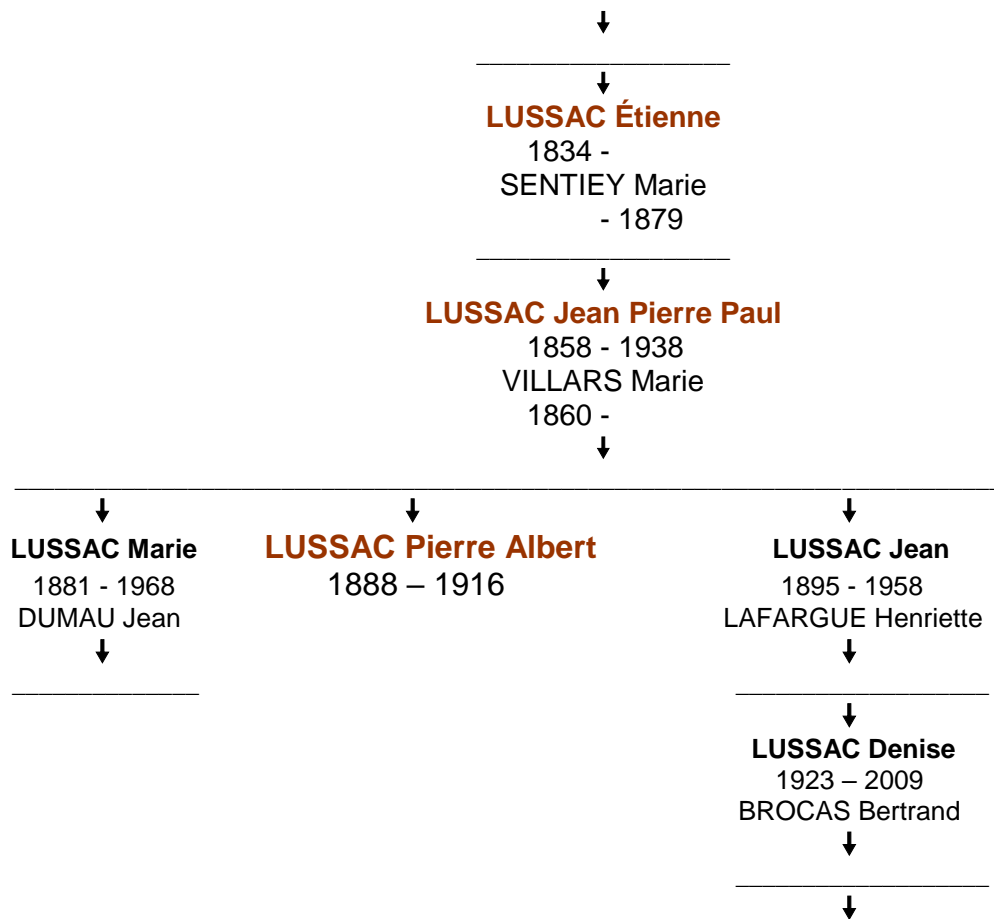 LUSSAC Étienne
1834 -
SENTIEY Marie
- 1879
LUSSAC Jean Pierre Paul
1858 - 1938
VILLARS Marie
1860 -
LUSSAC Marie
1881 - 1968
DUMAU Jean
LUSSAC Pierre Albert
1888 – 1916
LUSSAC Jean
1895 - 1958
LAFARGUE Henriette
LUSSAC Denise
1923 – 2009
BROCAS Bertrand